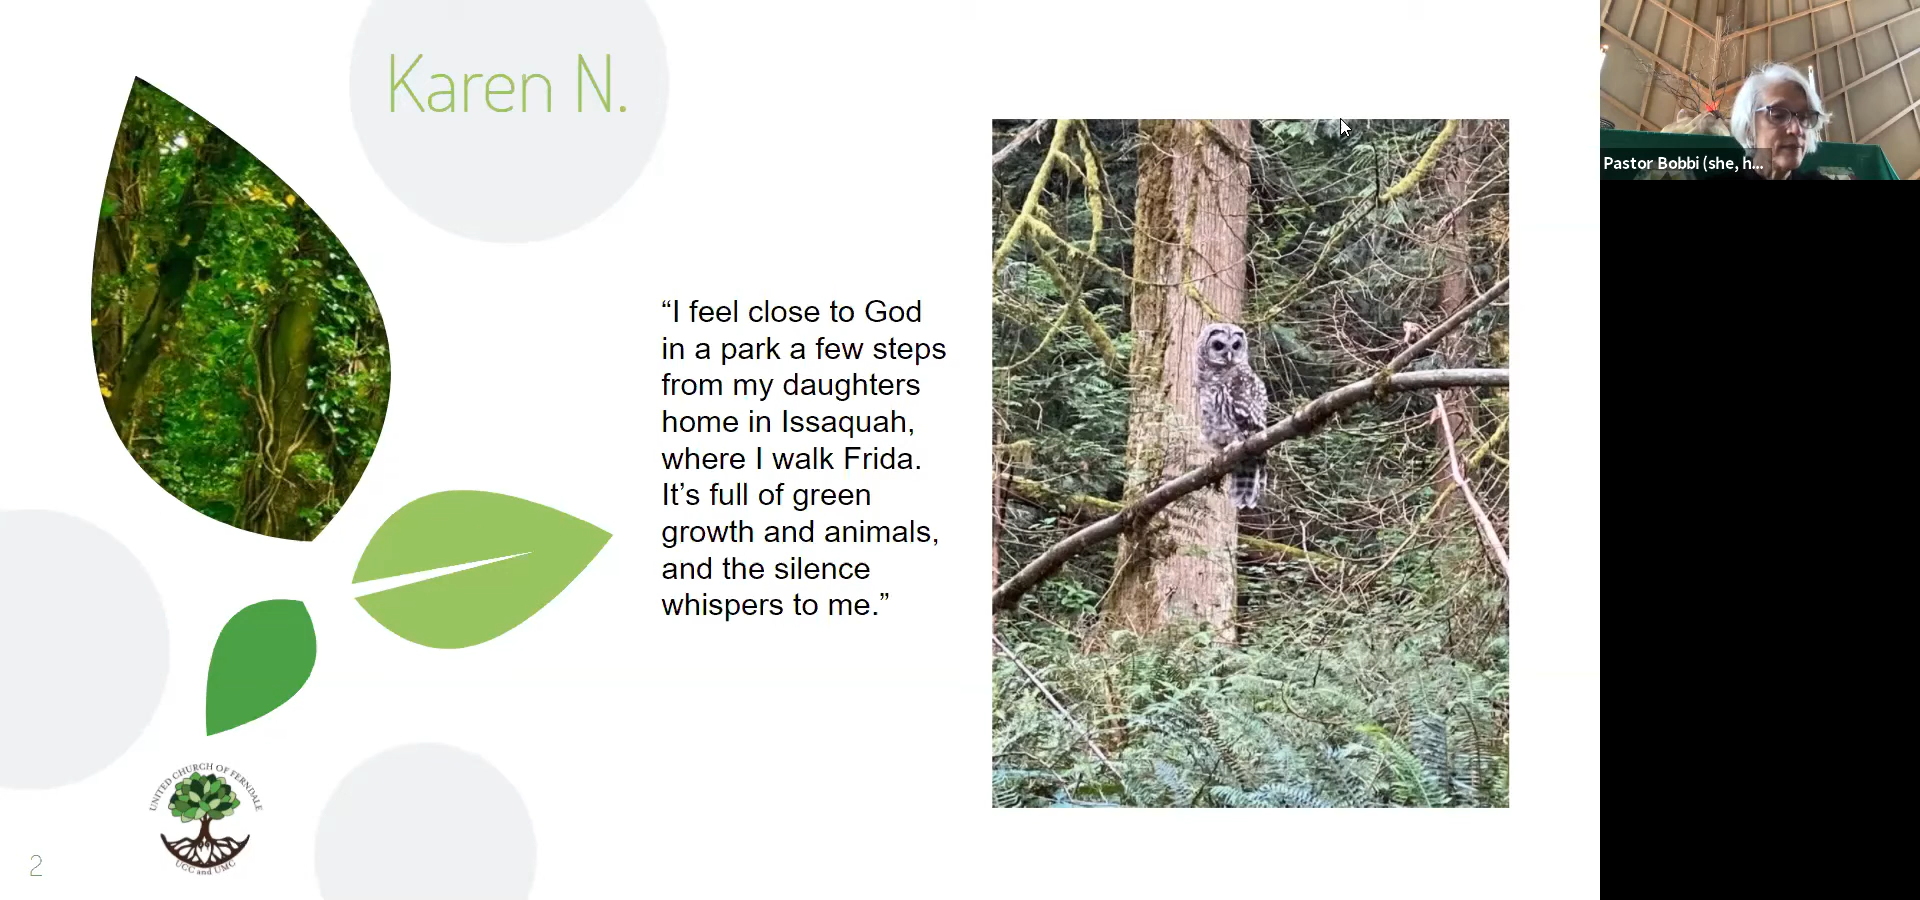 Karen N.
“I feel close to God
in a park a few steps
from my daughters
home in Issaquah,
where I walk Frida.
It’s full of green
growth and animals,
and the silence
whispers to me.”
Pastor Bobbi (she, h...
UNITED CHURCH OF FERNDALE
UCC and UMC
2